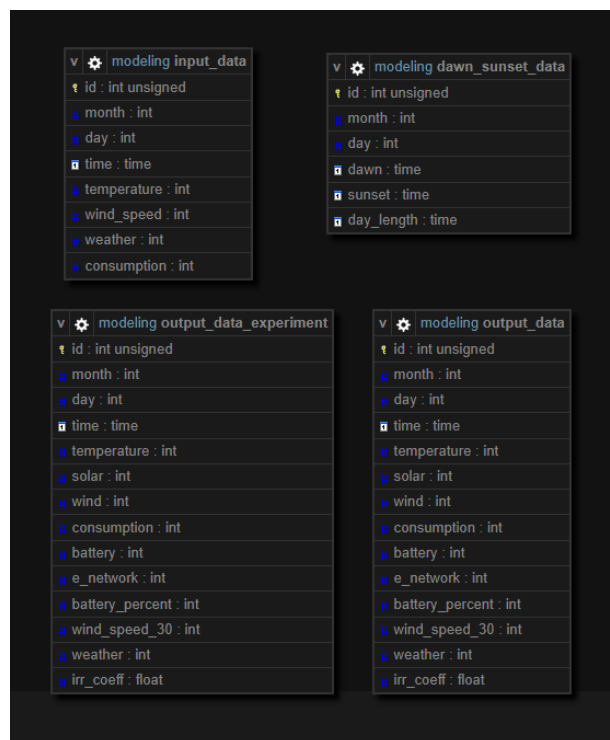 v modeling input_data
id : int unsigned
month : int
day : int
time : time
temperature : int
wind_speed : int
weather : int
consumption : int
v modeling dawn_sunset_data
id : int unsigned
month : int
day : int
dawn : time
sunset : time
day_length : time
v modeling output_data_experiment
id : int unsigned
month : int
day : int
time : time
temperature : int
solar : int
wind : int
consumption : int
battery : int
e_network : int
battery_percent : int
wind_speed_30 : int
weather : int
irr_coeff : float
v modeling output_data
id : int unsigned
month : int
day : int
time : time
temperature : int
solar : int
wind : int
consumption : int
battery : int
e_network : int
battery_percent : int
wind_speed_30 : int
weather : int
irr_coeff : float